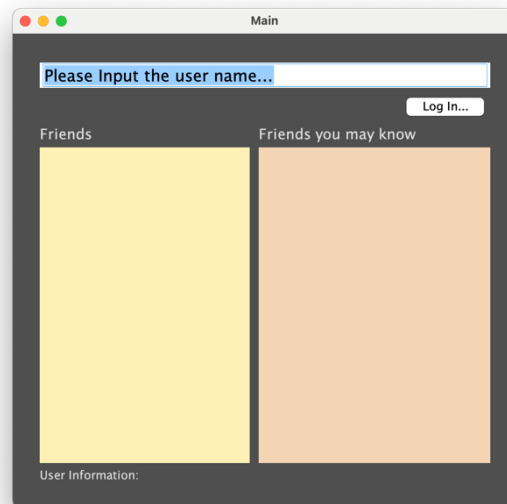 Main
Please Input the user name...
Log In...
Friends
Friends you may know
User Information: